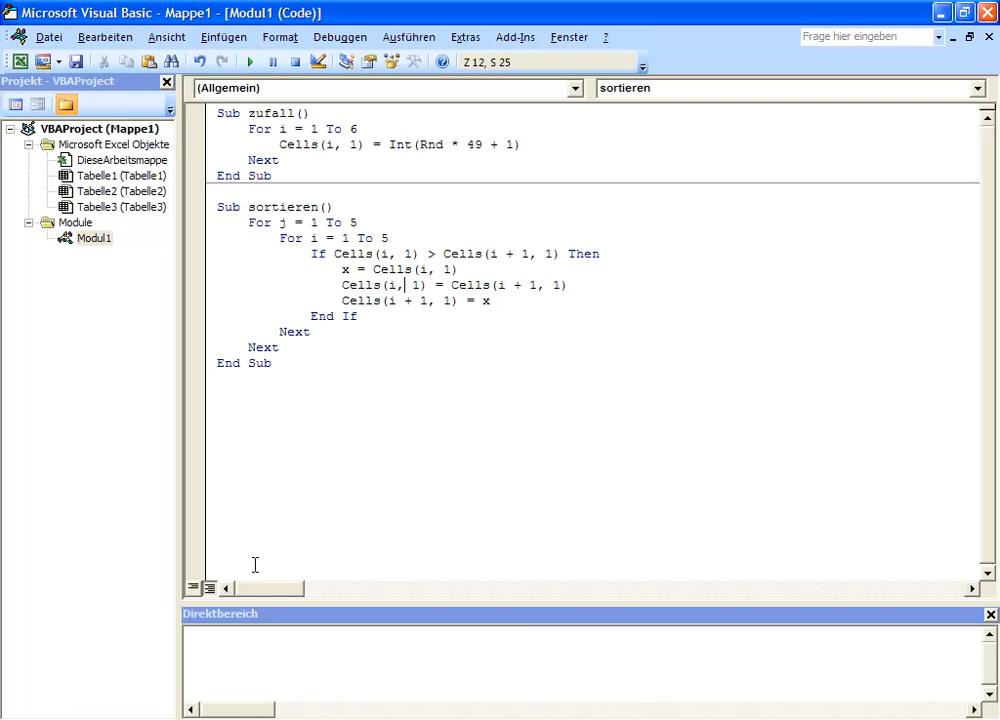 Microsoft Visual Basic - Mappe1 - [Modul1 (Code)]
Datei Bearbeiten Ansicht Einfügen Format Debuggen Ausführen Extras Add-Ins Fenster ? Frage hier eingeben
Z 12, S 25
Projekt - VBAProject
(Allgemein) sortieren
VBAProject (Mappe1)
Microsoft Excel Objekte
DieseArbeitsmappe
Tabelle1 (Tabelle1)
Tabelle2 (Tabelle2)
Tabelle3 (Tabelle3)
Module
Modul1
Sub zufall()
For i = 1 To 6
Cells(i, 1) = Int(Rnd * 49 + 1)
Next
End Sub
Sub sortieren()
For j = 1 To 5
For i = 1 To 5
If Cells(i, 1) > Cells(i + 1, 1) Then
x = Cells(i, 1)
Cells(i, 1) = Cells(i + 1, 1)
Cells(i + 1, 1) = x
End If
Next
Next
End Sub
Direktbereich